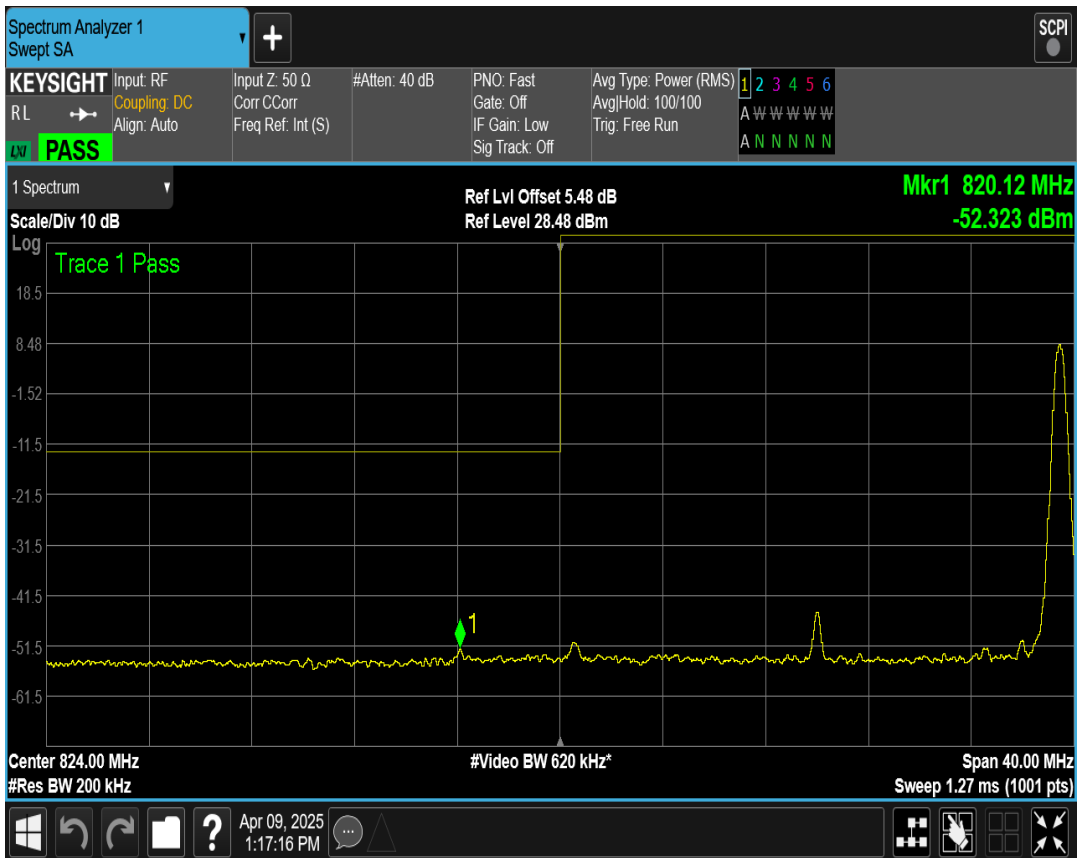 Spectrum Analyzer 1
Swept SA
+
SCPI
KEYSIGHT
RL
LXI PASS
Input: RF
Coupling: DC
Align: Auto
Input Z: 50 Ω
Corr CCorr
Freq Ref: Int (S)
#Atten: 40 dB
PNO: Fast
Gate: Off
IF Gain: Low
Sig Track: Off
Avg Type: Power (RMS)
Avg|Hold: 100/100
Trig: Free Run
1 2 3 4 5 6
A W W W W W
A N N N N N
1 Spectrum
Scale/Div 10 dB
Ref Lvl Offset 5.48 dB
Ref Level 28.48 dBm
Mkr1 820.12 MHz
-52.323 dBm
Log
Trace 1 Pass
18.5
8.48
-1.52
-11.5
-21.5
-31.5
-41.5
-51.5
-61.5
1
Center 824.00 MHz
#Res BW 200 kHz
#Video BW 620 kHz*
Span 40.00 MHz
Sweep 1.27 ms (1001 pts)
?
Apr 09, 2025
1:17:16 PM